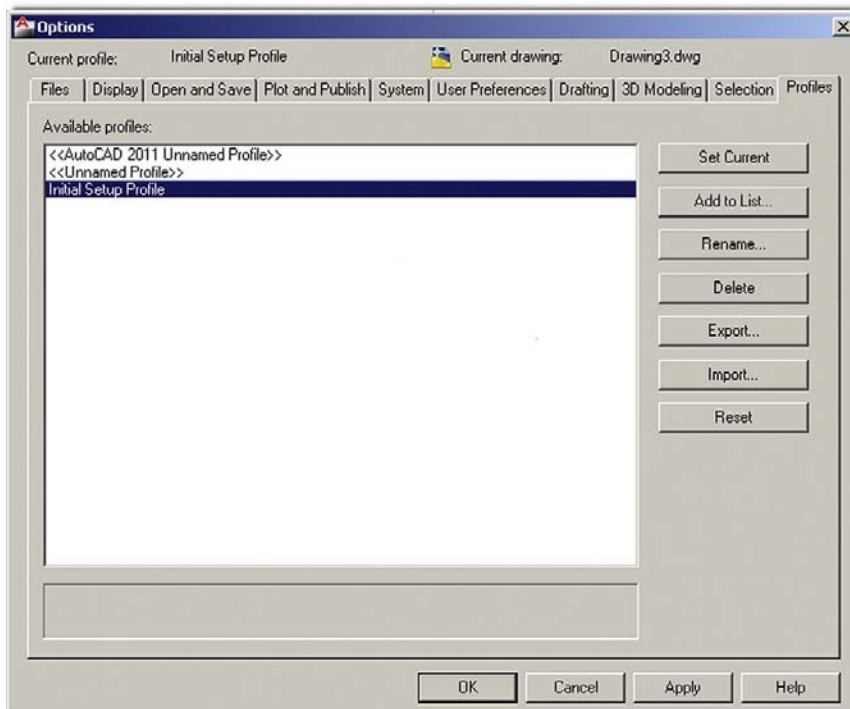 Options
Current profile: Initial Setup Profile Current drawing: Drawing3.dwg
Files Display Open and Save Plot and Publish System User Preferences Drafting 3D Modeling Selection Profiles
Available profiles:
<<AutoCAD 2011 Unnamed Profile>>
<<Unnamed Profile>>
Initial Setup Profile
Set Current
Add to List...
Rename...
Delete
Export...
Import...
Reset
OK Cancel Apply Help